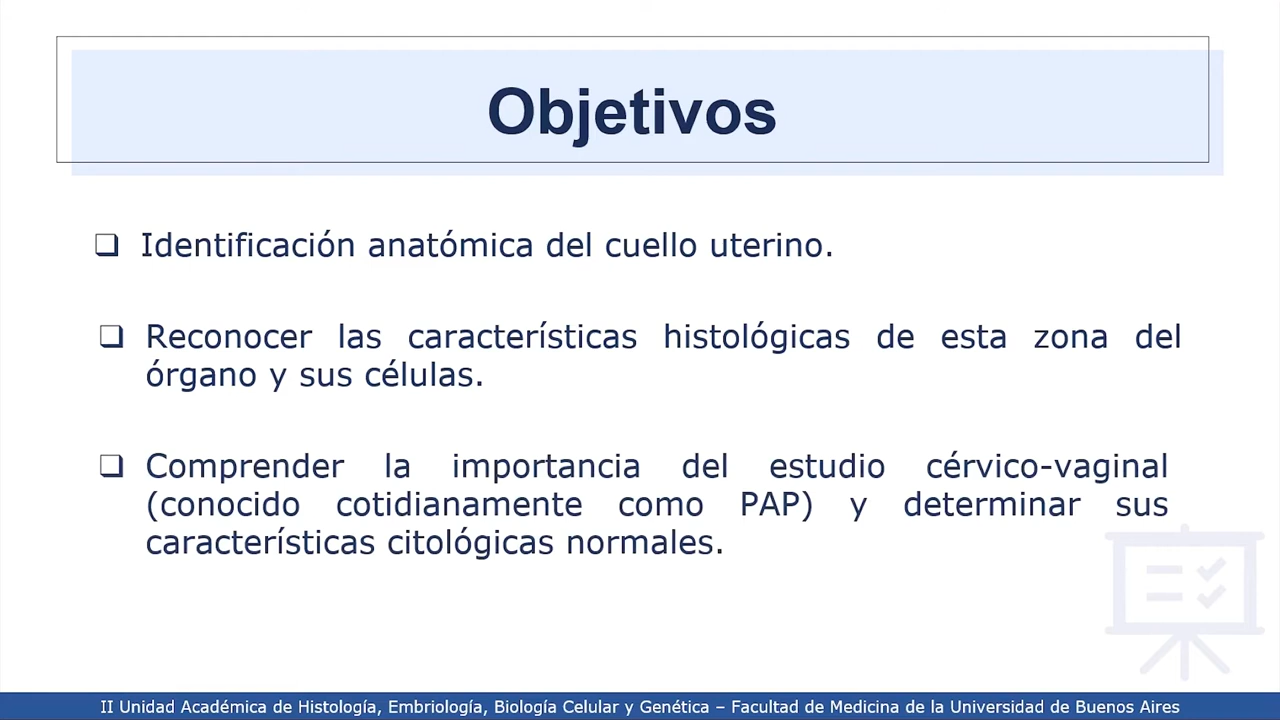 Objetivos
❑ Identificación anatómica del cuello uterino.
❑ Reconocer las características histológicas de esta zona del
órgano y sus células.
❑ Comprender la importancia del estudio cérvico-vaginal
(conocido cotidianamente como PAP) y determinar sus
características citológicas normales.
II Unidad Académica de Histología, Embriología, Biología Celular y Genética – Facultad de Medicina de la Universidad de Buenos Aires